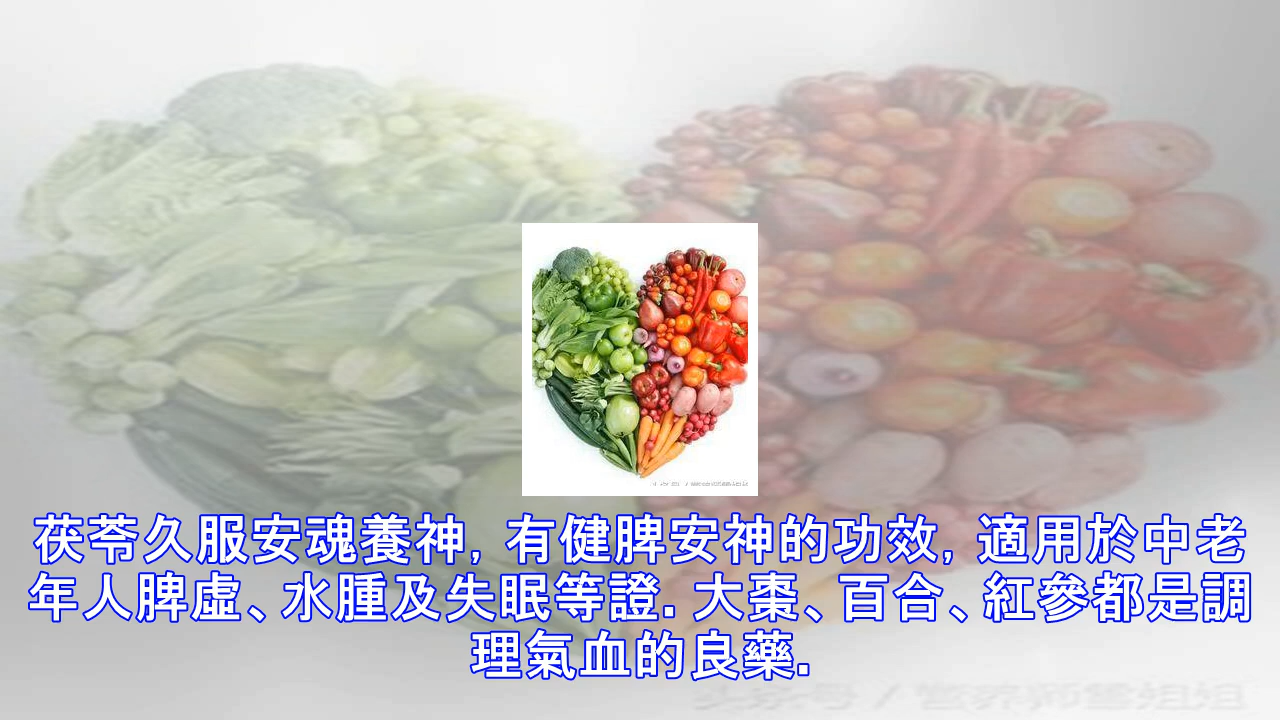 茯苓久服安魂養神, 有健脾安神的功效, 適用於中老
年人脾虛、水腫及失眠等證. 大棗、百合、紅參都是調
理氣血的良藥.